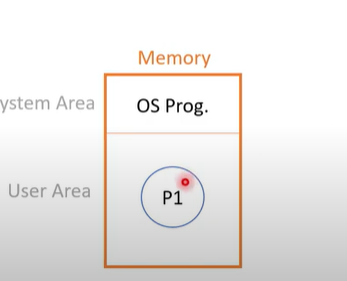 Memory
ystem Area
OS Prog.
User Area
P1